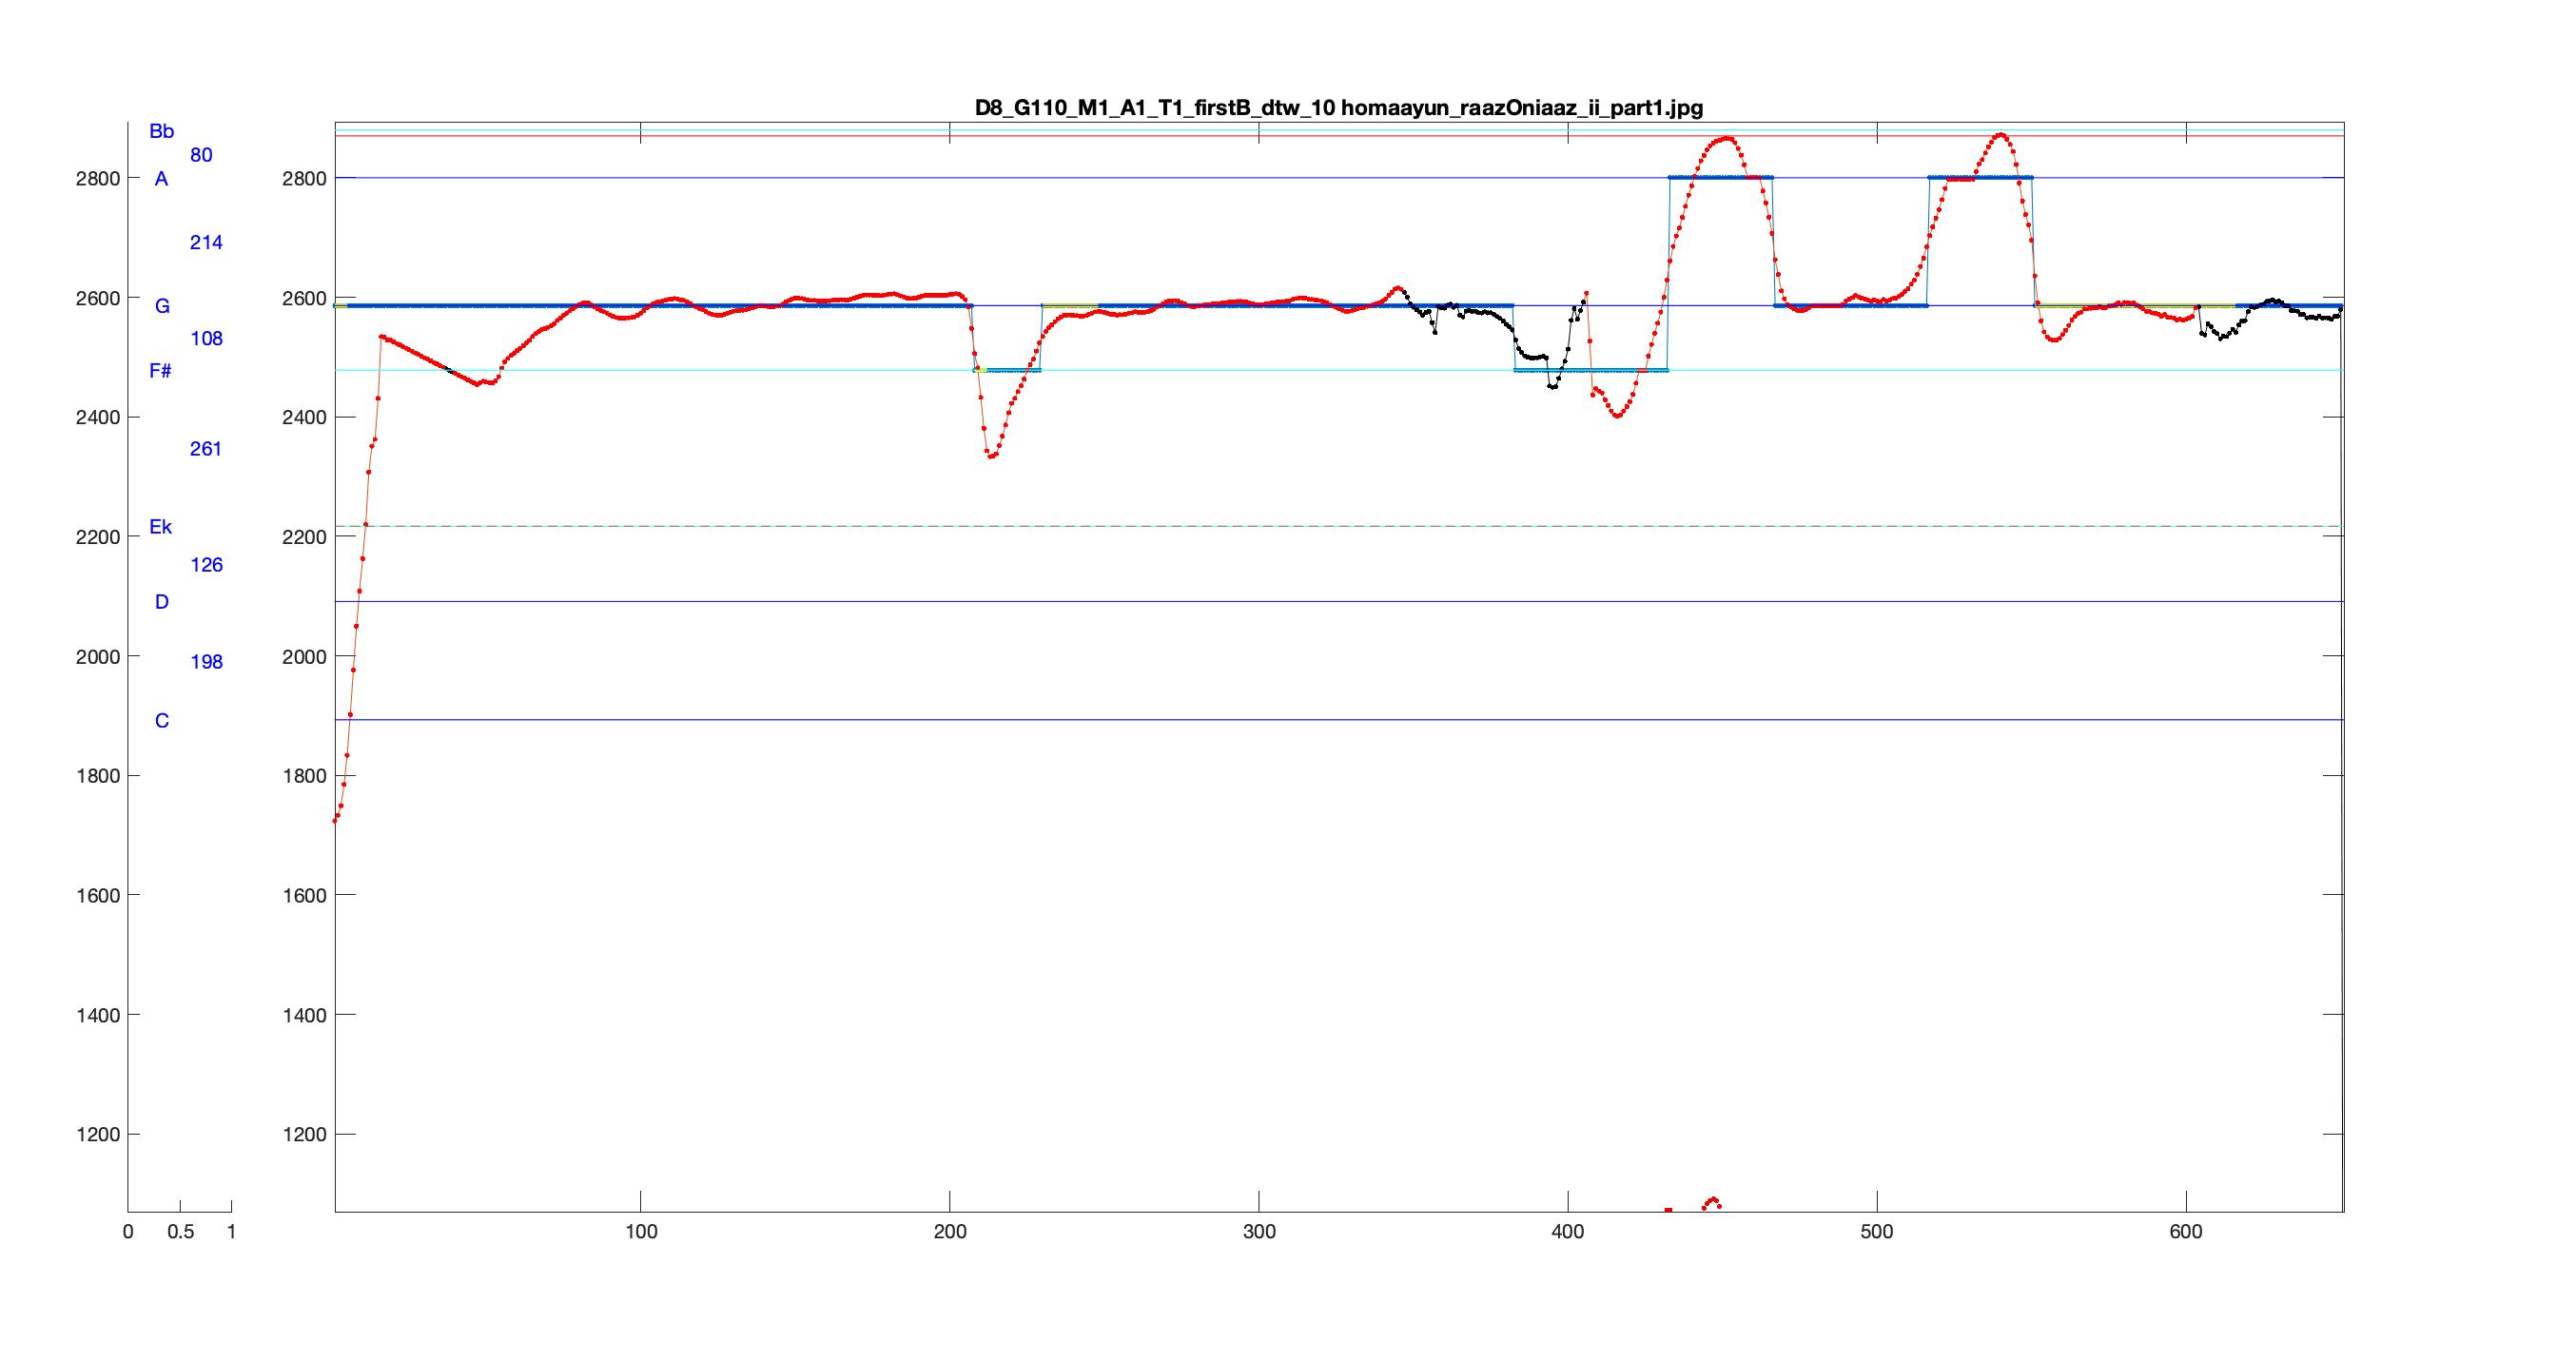 D8_G110_M1_A1_T1_firstB_dtw_10 homaayun_raazOniaaz_ii_part1.jpg
Bb
80
2800 A 2800
214
2600 G 2600
108
F#
2400 2400
261
Ek
2200 2200
126
D
2000 198 2000
C
1800 1800
1600 1600
1400 1400
1200 1200
0 0.5 1 100 200 300 400 500 600